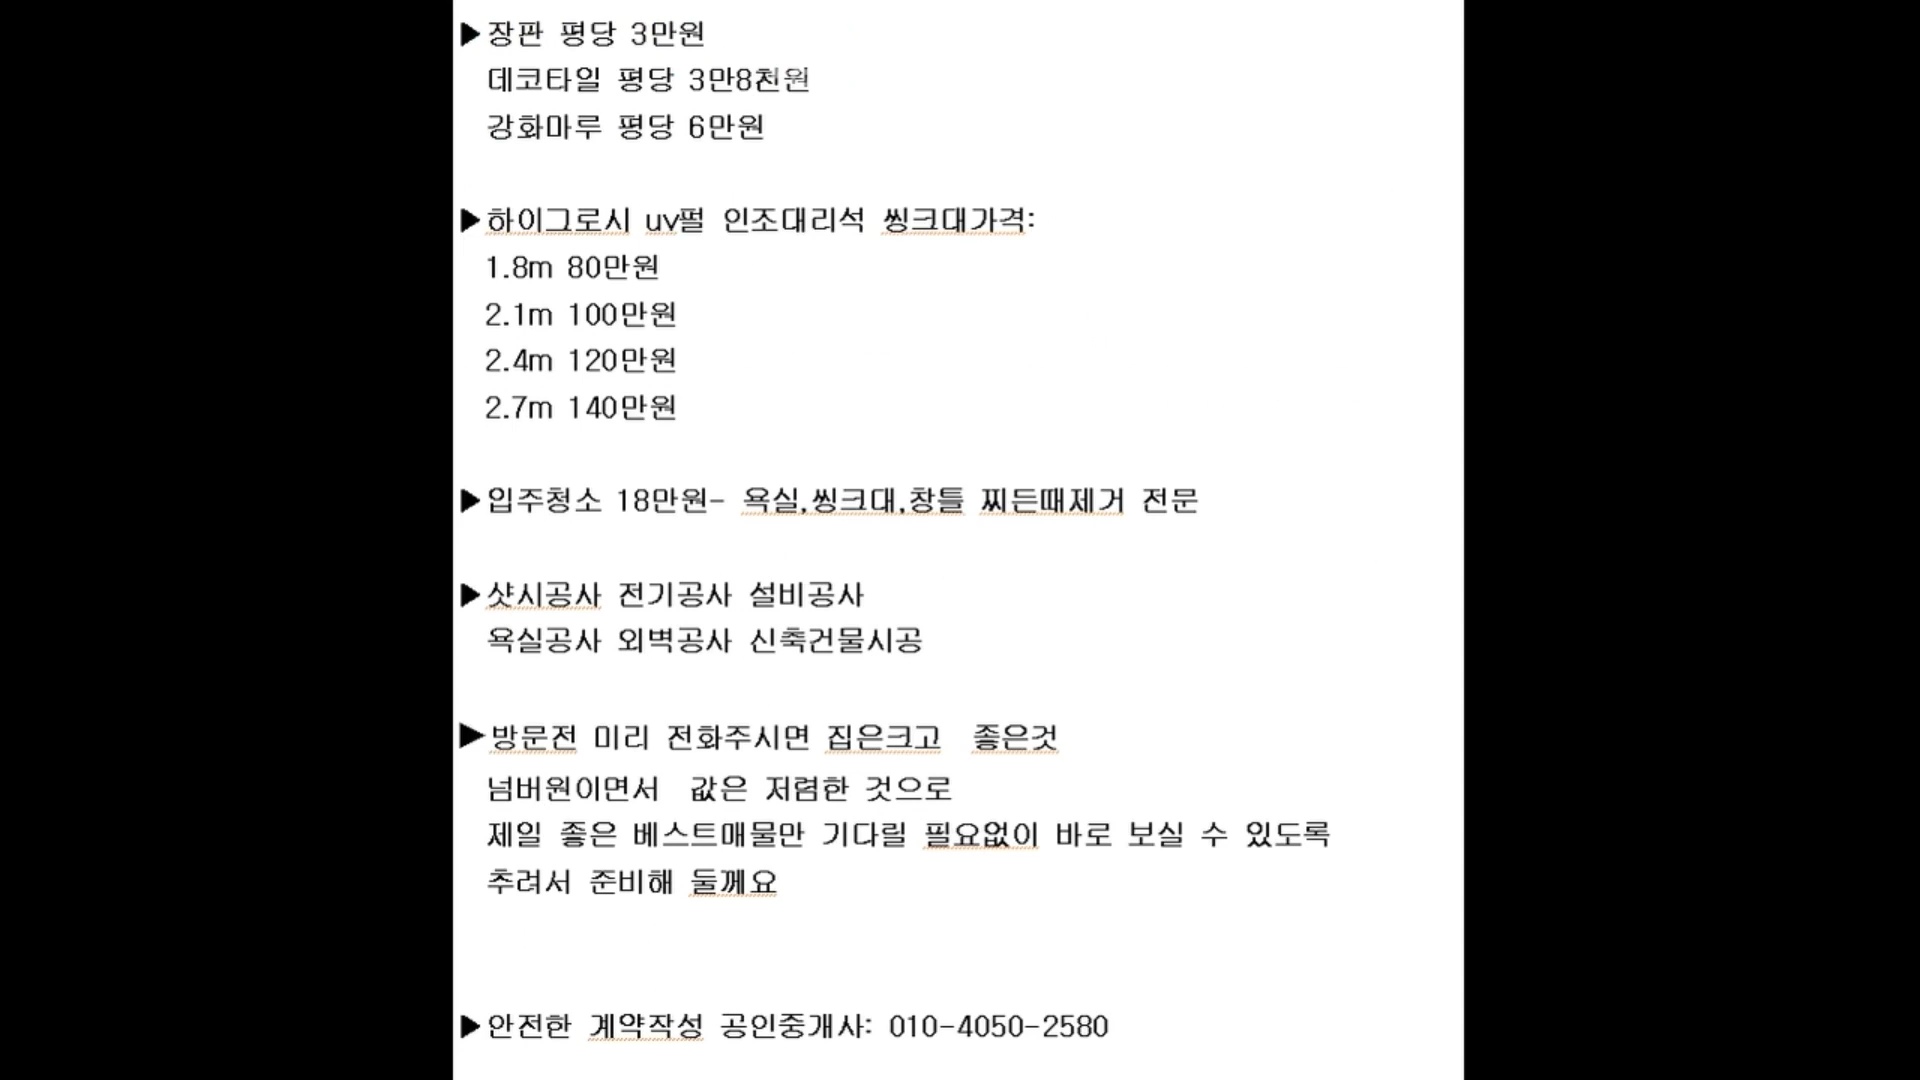 ▶장판 평당 3만원
데코타일 평당 3만8천원
강화마루 평당 6만원
▶하이그로시 uv펄 인조대리석 씽크대가격:
1.8m 80만원
2.1m 100만원
2.4m 120만원
2.7m 140만원
▶입주청소 18만원- 욕실,씽크대,창틀 찌든때제거 전문
▶샷시공사 전기공사 설비공사
욕실공사 외벽공사 신축건물시공
▶방문전 미리 전화주시면 집은크고 좋은것
넘버원이면서 값은 저렴한 것으로
제일 좋은 베스트매물만 기다릴 필요없이 바로 보실 수 있도록
추려서 준비해 둘께요
▶안전한 계약작성 공인중개사: 010-4050-2580